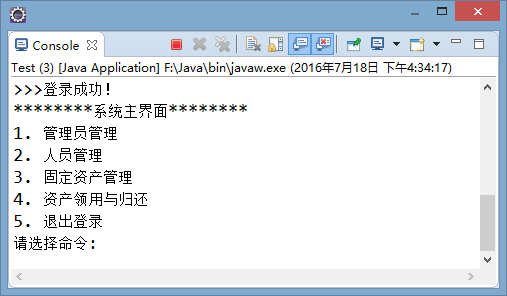 Console
Test (3) [Java Application] F:\Java\bin\javaw.exe (2016年7月18日 下午4:34:17)
>>>登录成功!
********系统主界面********
1. 管理员管理
2. 人员管理
3. 固定资产管理
4. 资产领用与归还
5. 退出登录
请选择命令: